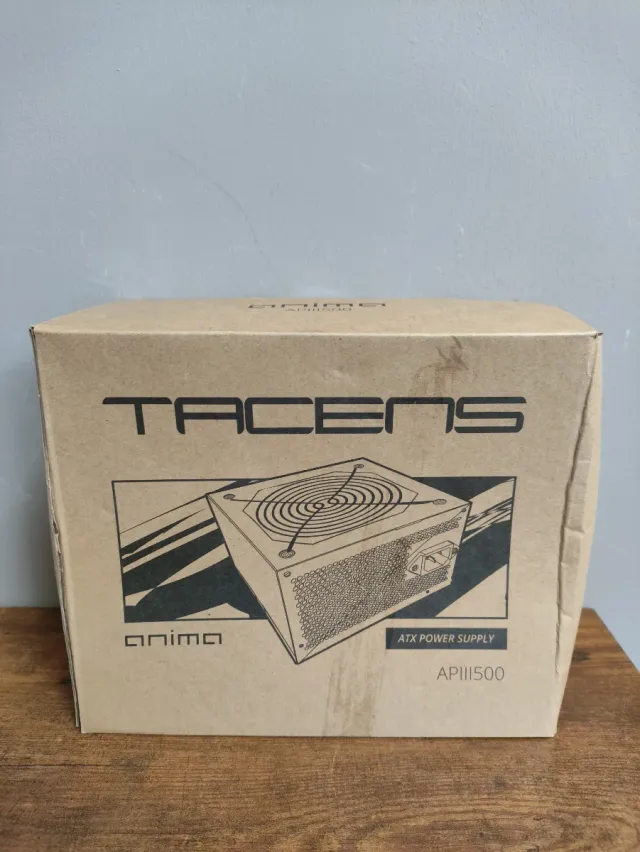 anima
APIII500
TACENS
anima
ATX POWER SUPPLY
APIII500